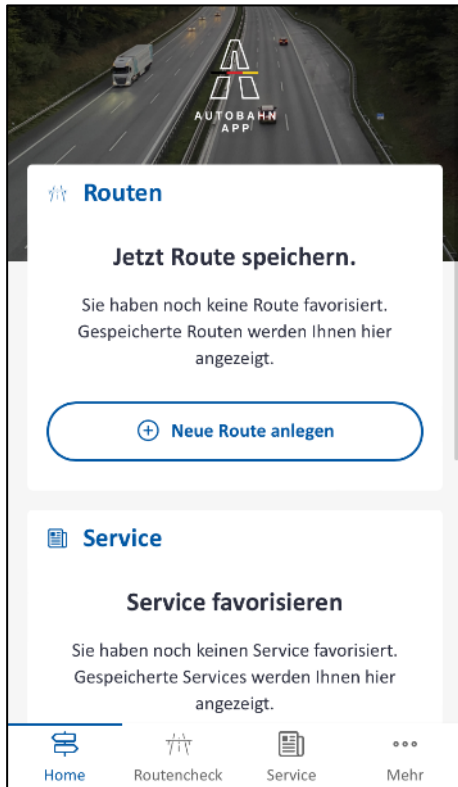 AUTOBAHN
APP
Routen
Jetzt Route speichern.
Sie haben noch keine Route favorisiert.
Gespeicherte Routen werden Ihnen hier
angezeigt.
Neue Route anlegen
Service
Service favorisieren
Sie haben noch keinen Service favorisiert.
Gespeicherte Services werden Ihnen hier
angezeigt.
Home Routencheck Service Mehr